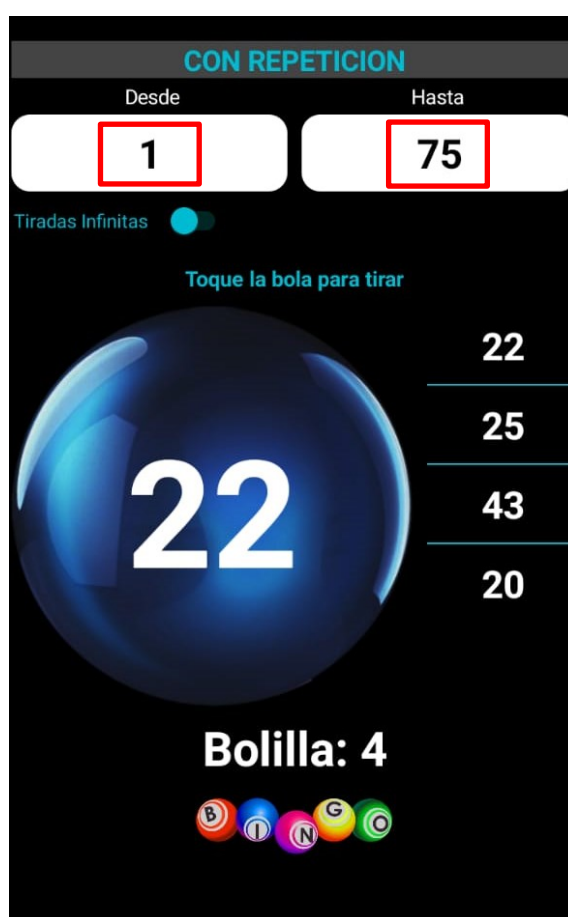 CON REPETICION
Desde Hasta
1 75
Tiradas Infinitas
Toque la bola para tirar
22
22
25
43
20
Bolilla: 4
B I N G O